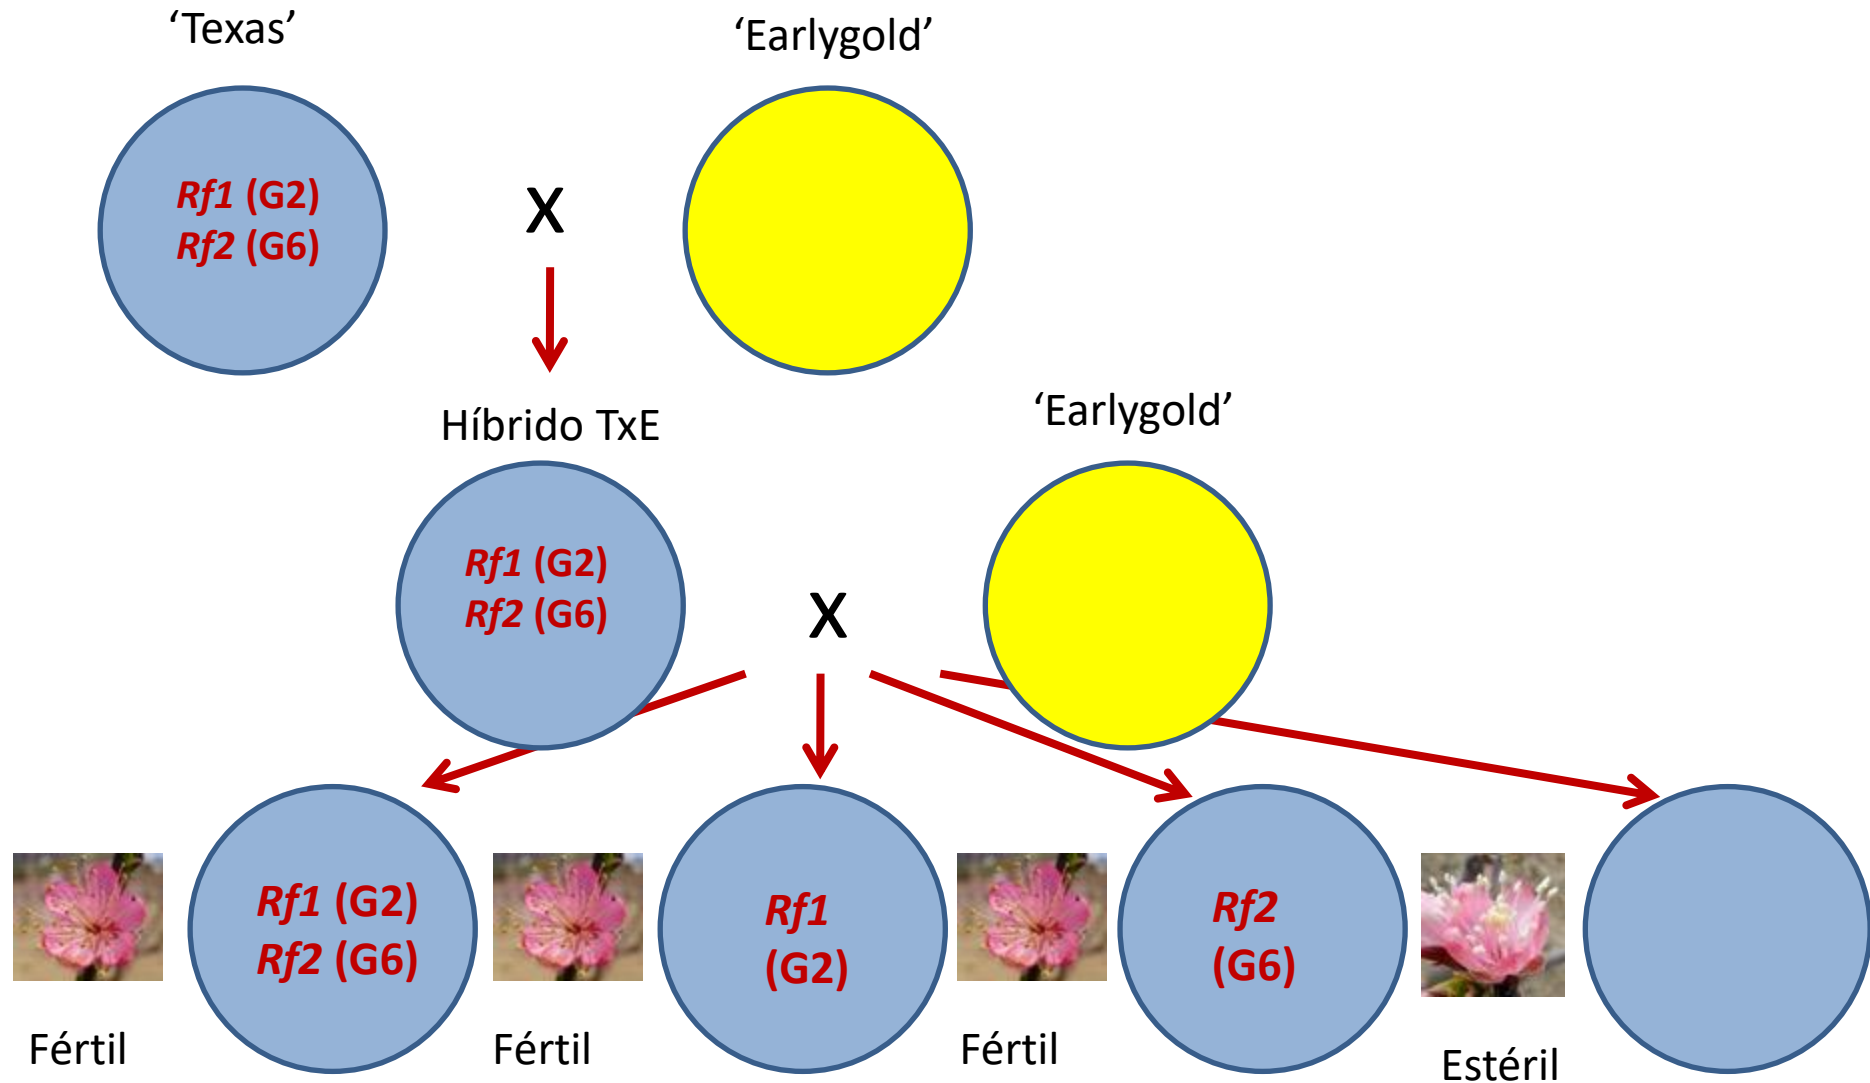 ‘Texas’
‘Earlygold’
Rf1 (G2)
Rf2 (G6)
X
Híbrido TxE
‘Earlygold’
Rf1 (G2)
Rf2 (G6)
X
Rf1 (G2)
Rf2 (G6)
Rf1
(G2)
Rf2
(G6)
Fértil
Fértil
Fértil
Estéril